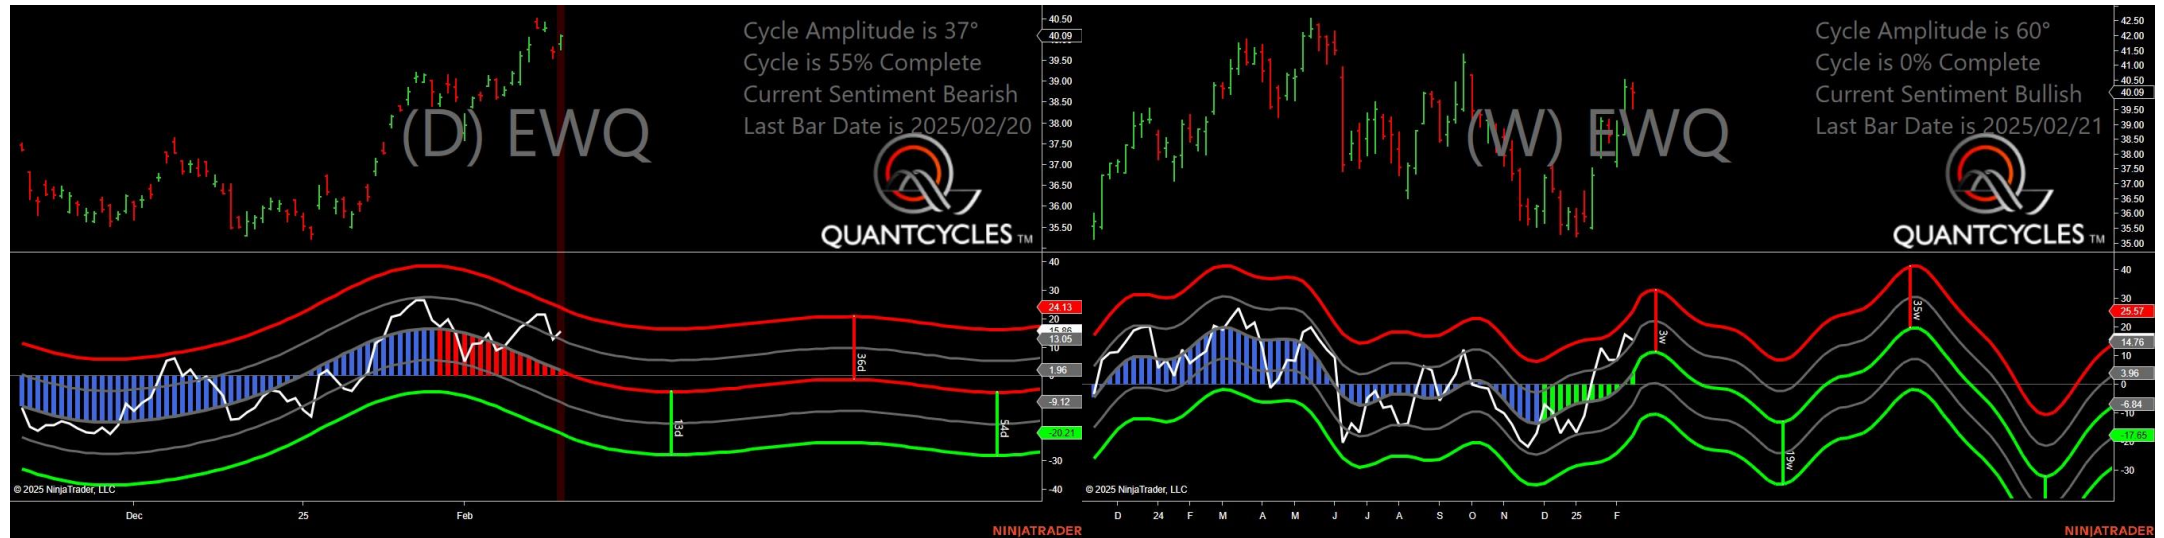 Cycle Amplitude is 37°
Cycle is 55% Complete
Current Sentiment Bearish
Last Bar Date is 2025/02/20
(D) EWQ
QUANTCYCLES TM
40.50
40.09
39.50
39.00
38.50
38.00
37.50
37.00
36.50
36.00
35.50
40
30
24.13
20
15.86
13.05
10
1.96
-9.12
-20.21
-30
-40
36d
13d
54d
© 2025 NinjaTrader, LLC
Dec
25
Feb
NINJATRADER
Cycle Amplitude is 60°
Cycle is 0% Complete
Current Sentiment Bullish
Last Bar Date is 2025/02/21
(W) EWQ
QUANTCYCLES TM
42.50
42.00
41.50
41.00
40.50
40.09
39.50
39.00
38.50
38.00
37.50
37.00
36.50
36.00
35.50
35.00
40
30
25.57
20
14.76
10
3.96
0
-6.84
-10
-17.65
-20
-30
3w
35w
19w
© 2025 NinjaTrader, LLC
D 24 F M A M J J A S O N D 25 F
NINJATRADER